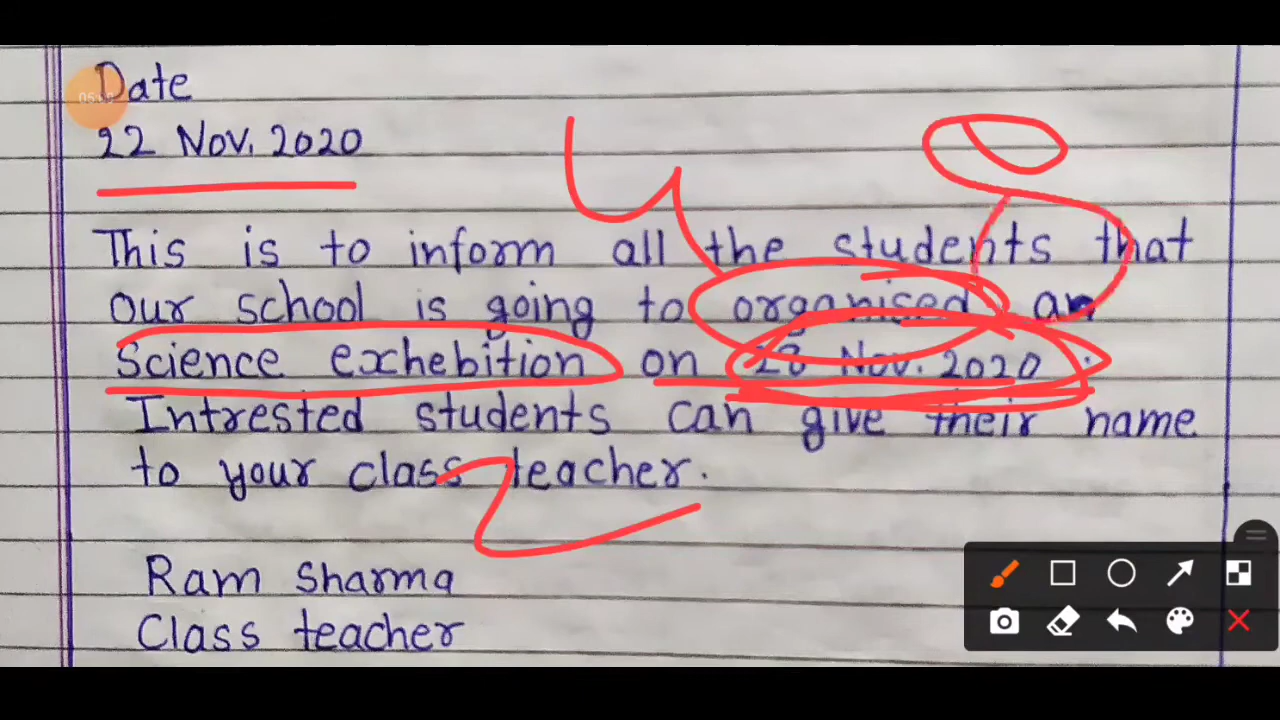 Date
22 Nov. 2020
This is to inform all the students that
our school is going to organised an
Science exhebition on 28 Nov. 2020.
Intrested students can give their name
to your class teacher.
Ram Sharma
Class teacher